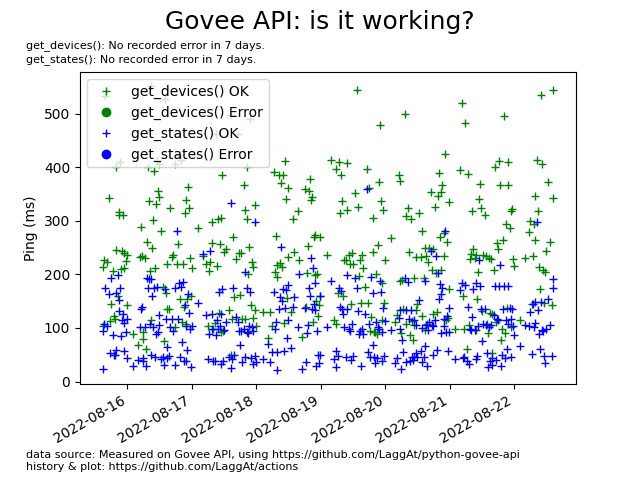 Govee API: is it working?
get_devices(): No recorded error in 7 days.
get_states(): No recorded error in 7 days.
get_devices() OK
get_devices() Error
get_states() OK
get_states() Error
Ping (ms)
500
400
300
200
100
0
2022-08-16
2022-08-17
2022-08-18
2022-08-19
2022-08-20
2022-08-21
2022-08-22
data source: Measured on Govee API, using https://github.com/LaggAt/python-govee-api
history & plot: https://github.com/LaggAt/actions